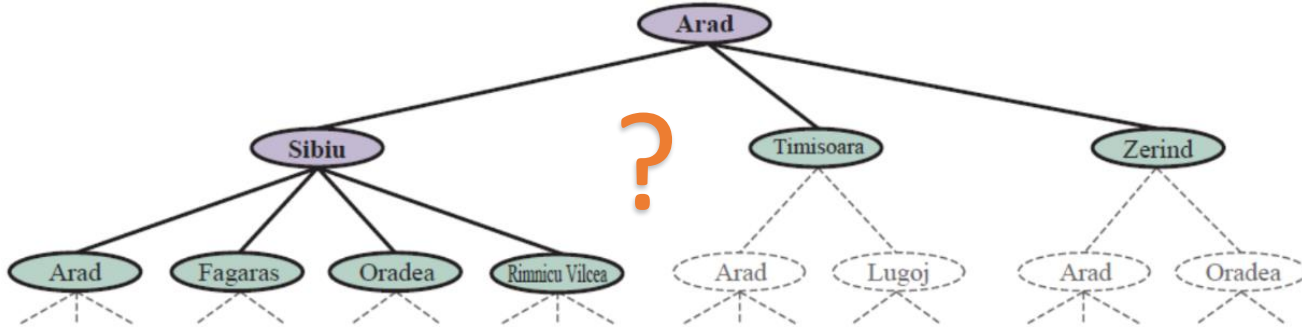 Arad
Sibiu
?
Timisoara
Zerind
Arad
Fagaras
Oradea
Rimnicu Vilcea
Arad
Lugoj
Arad
Oradea